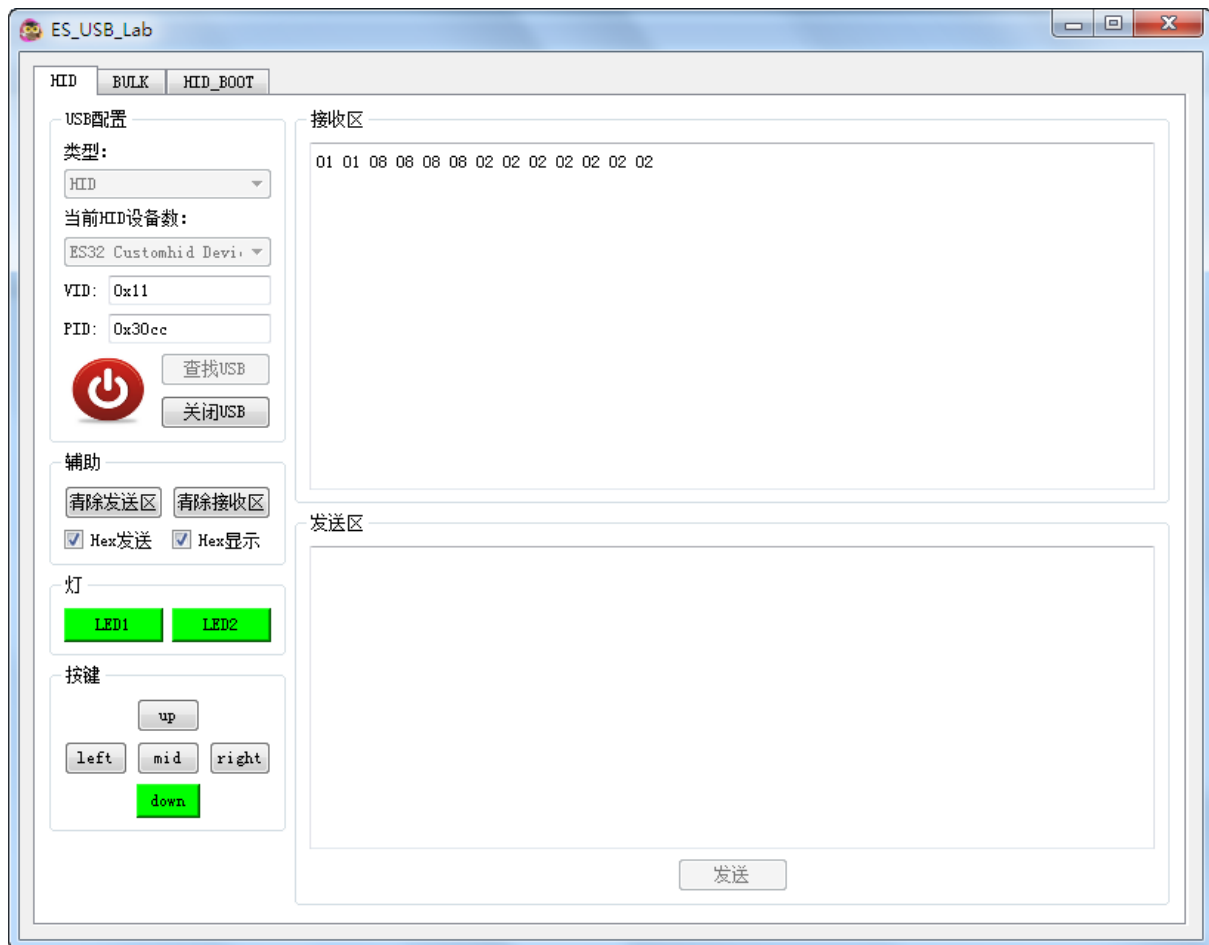 ES_USB_Lab
HID BULK HID_BOOT
USB配置
类型:
HID
当前HID设备数:
ES32 Customhid Devi
VID: 0x11
PID: 0x30cc
查找USB
关闭USB
辅助
清除发送区 清除接收区
Hex发送 Hex显示
灯
LED1 LED2
按键
up
left mid right
down
接收区
01 01 08 08 08 08 02 02 02 02 02 02 02
发送区
发送